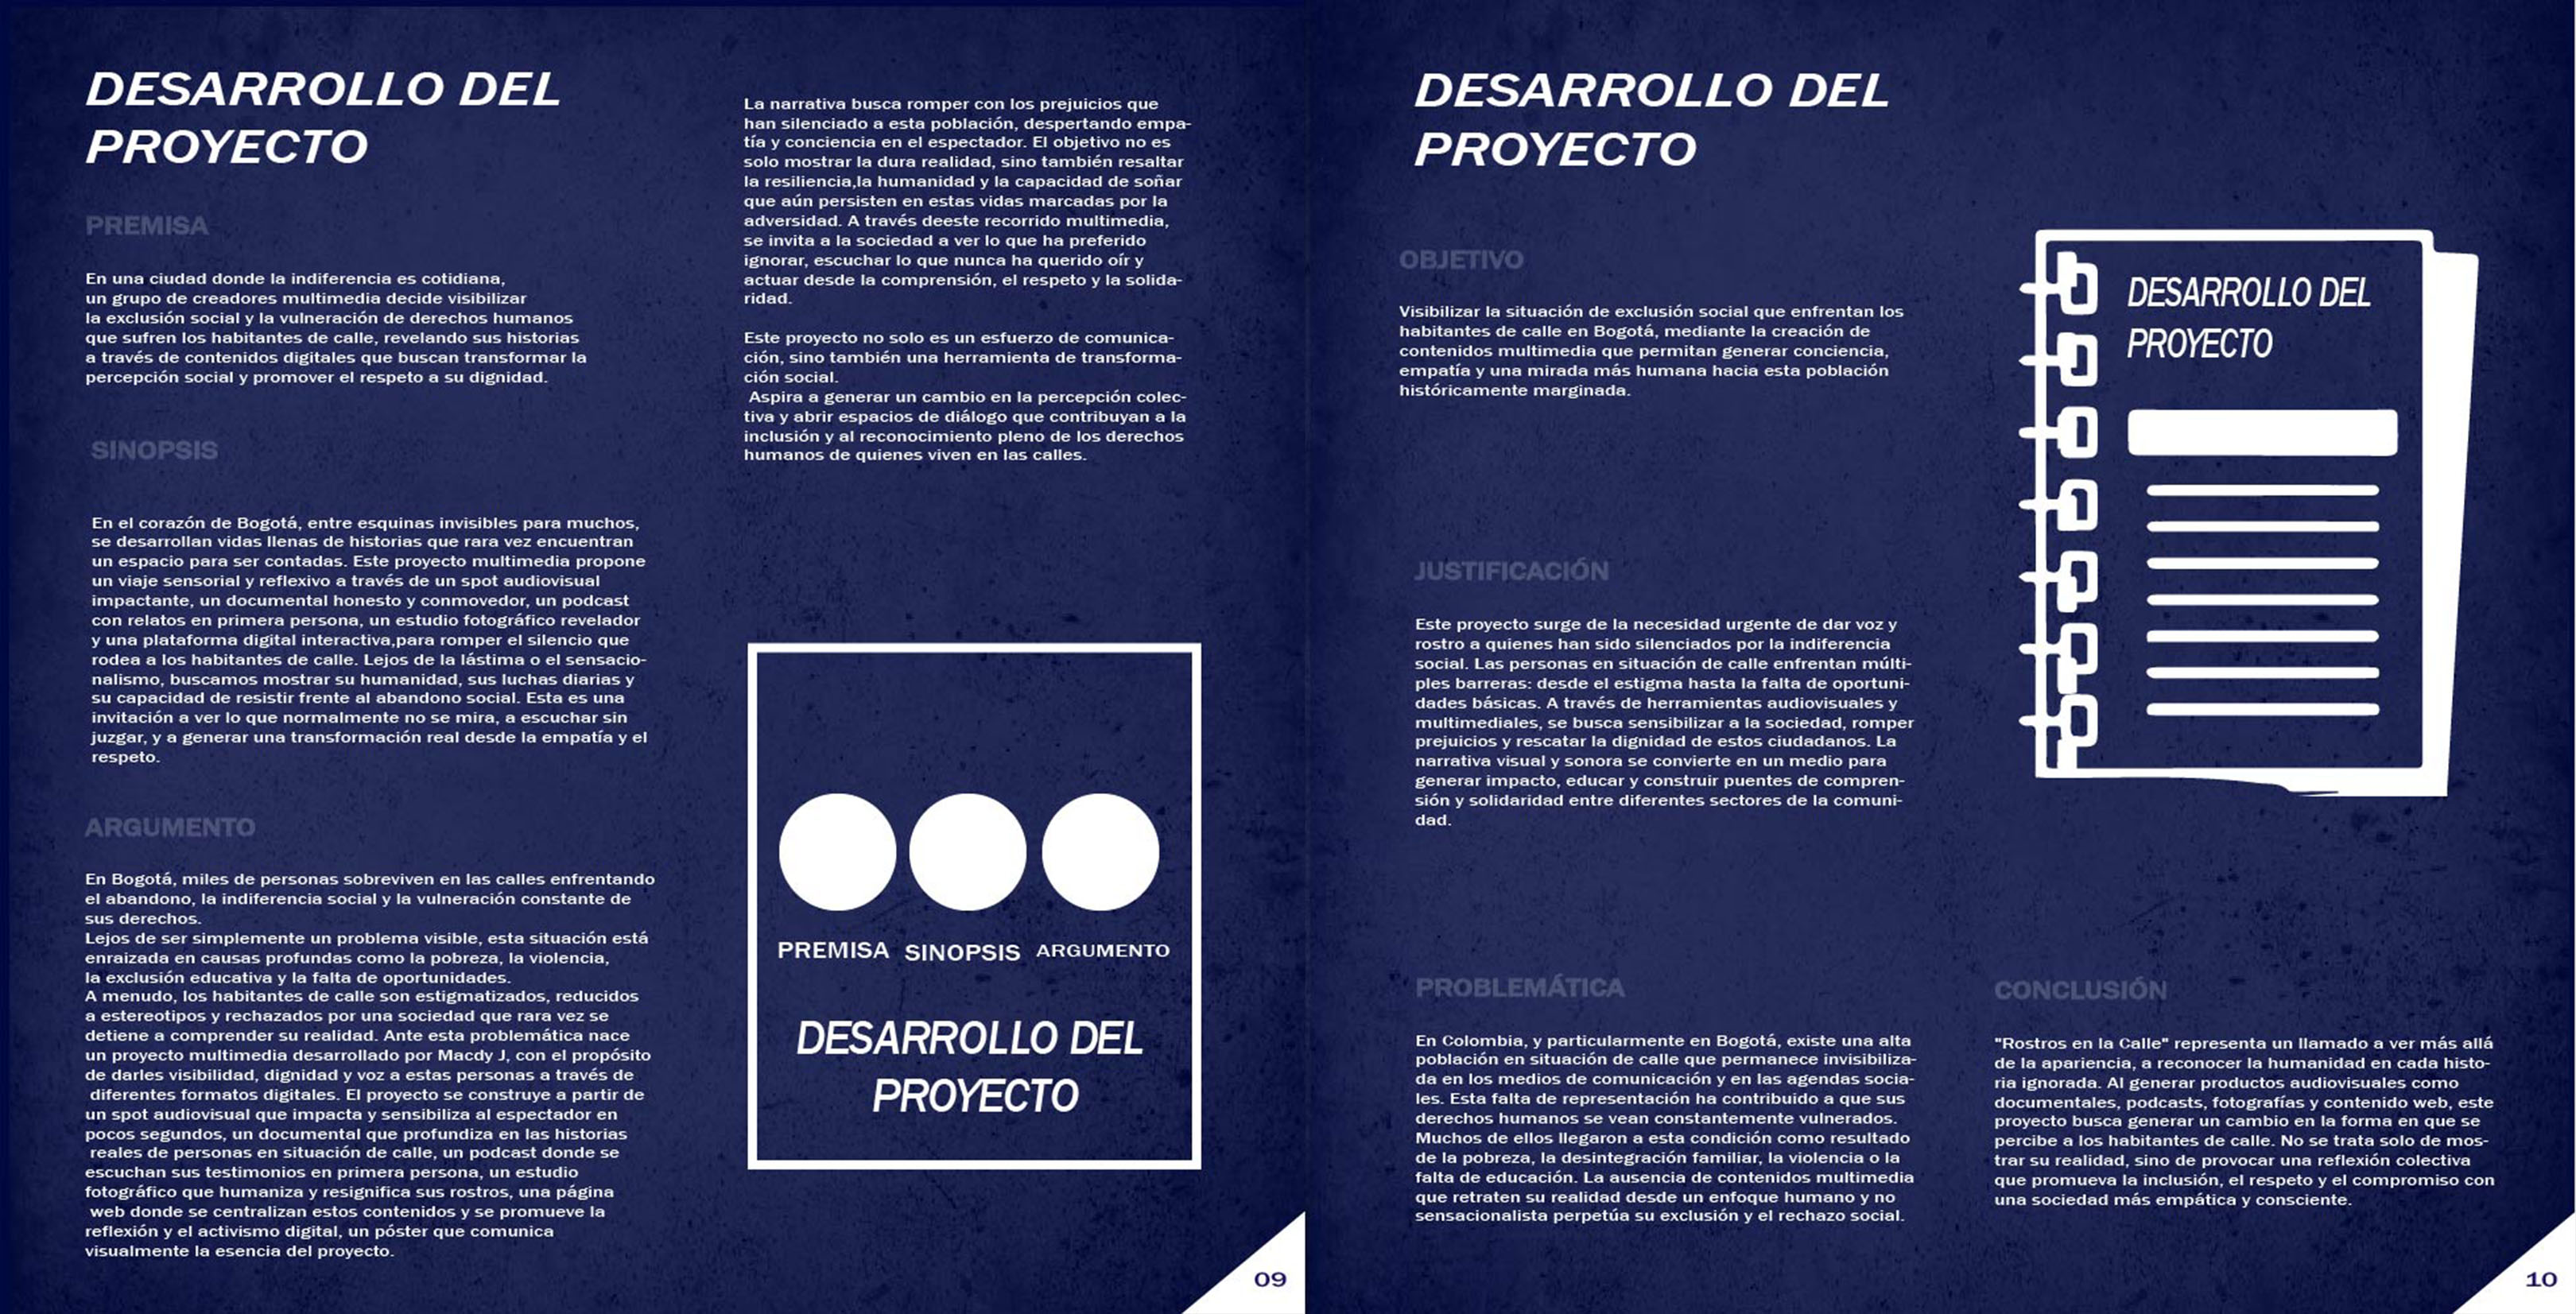 DESARROLLO DEL
PROYECTO
PREMISA
En una ciudad donde la indiferencia es cotidiana,
un grupo de creadores multimedia decide visibilizar
la exclusión social y la vulneración de derechos humanos
que sufren los habitantes de calle, revelando sus historias
a través de contenidos digitales que buscan transformar la
percepción social y promover el respeto a su dignidad.
SINOPSIS
En el corazón de Bogotá, entre esquinas invisibles para muchos,
se desarrollan vidas llenas de historias que rara vez encuentran
un espacio para ser contadas. Este proyecto multimedia propone
un viaje sensorial y reflexivo a través de un spot audiovisual
impactante, un documental honesto y conmovedor, un podcast
con relatos en primera persona, un estudio fotográfico revelador
y una plataforma digital interactiva,para romper el silencio que
rodea a los habitantes de calle. Lejos de la lástima o el sensacio-
nalismo, buscamos mostrar su humanidad, sus luchas diarias y
su capacidad de resistir frente al abandono social. Esta es una
invitación a ver lo que normalmente no se mira, a escuchar sin
juzgar, y a generar una transformación real desde la empatía y el
respeto.
ARGUMENTO
En Bogotá, miles de personas sobreviven en las calles enfrentando
el abandono, la indiferencia social y la vulneración constante de
sus derechos.
Lejos de ser simplemente un problema visible, esta situación está
enraizada en causas profundas como la pobreza, la violencia,
la exclusión educativa y la falta de oportunidades.
A menudo, los habitantes de calle son estigmatizados, reducidos
a estereotipos y rechazados por una sociedad que rara vez se
detiene a comprender su realidad. Ante esta problemática nace
un proyecto multimedia desarrollado por Macdy J, con el propósito
de darles visibilidad, dignidad y voz a estas personas a través de
diferentes formatos digitales. El proyecto se construye a partir de
un spot audiovisual que impacta y sensibiliza al espectador en
pocos segundos, un documental que profundiza en las historias
reales de personas en situación de calle, un podcast donde se
escuchan sus testimonios en primera persona, un estudio
fotográfico que humaniza y resignifica sus rostros, una página
web donde se centralizan estos contenidos y se promueve la
reflexión y el activismo digital, un póster que comunica
visualmente la esencia del proyecto.
La narrativa busca romper con los prejuicios que
han silenciado a esta población, despertando empa-
tía y conciencia en el espectador. El objetivo no es
solo mostrar la dura realidad, sino también resaltar
la resiliencia,la humanidad y la capacidad de soñar
que aún persisten en estas vidas marcadas por la
adversidad. A través deeste recorrido multimedia,
se invita a la sociedad a ver lo que ha preferido
ignorar, escuchar lo que nunca ha querido oír y
actuar desde la comprensión, el respeto y la solida-
ridad.
Este proyecto no solo es un esfuerzo de comunica-
ción, sino también una herramienta de transforma-
ción social.
Aspira a generar un cambio en la percepción colec-
tiva y abrir espacios de diálogo que contribuyan a la
inclusión y al reconocimiento pleno de los derechos
humanos de quienes viven en las calles.
PREMISA SINOPSIS ARGUMENTO
DESARROLLO DEL
PROYECTO
09
DESARROLLO DEL
PROYECTO
OBJETIVO
Visibilizar la situación de exclusión social que enfrentan los
habitantes de calle en Bogotá, mediante la creación de
contenidos multimedia que permitan generar conciencia,
empatía y una mirada más humana hacia esta población
históricamente marginada.
DESARROLLO DEL
PROYECTO
JUSTIFICACIÓN
Este proyecto surge de la necesidad urgente de dar voz y
rostro a quienes han sido silenciados por la indiferencia
social. Las personas en situación de calle enfrentan múlti-
ples barreras: desde el estigma hasta la falta de oportuni-
dades básicas. A través de herramientas audiovisuales y
multimediales, se busca sensibilizar a la sociedad, romper
prejuicios y rescatar la dignidad de estos ciudadanos. La
narrativa visual y sonora se convierte en un medio para
generar impacto, educar y construir puentes de compren-
sión y solidaridad entre diferentes sectores de la comuni-
dad.
PROBLEMÁTICA
En Colombia, y particularmente en Bogotá, existe una alta
población en situación de calle que permanece invisibiliza-
da en los medios de comunicación y en las agendas socia-
les. Esta falta de representación ha contribuido a que sus
derechos humanos se vean constantemente vulnerados.
Muchos de ellos llegaron a esta condición como resultado
de la pobreza, la desintegración familiar, la violencia o la
falta de educación. La ausencia de contenidos multimedia
que retraten su realidad desde un enfoque humano y no
sensacionalista perpetúa su exclusión y el rechazo social.
CONCLUSIÓN
"Rostros en la Calle" representa un llamado a ver más allá
de la apariencia, a reconocer la humanidad en cada histo-
ria ignorada. Al generar productos audiovisuales como
documentales, podcasts, fotografías y contenido web, este
proyecto busca generar un cambio en la forma en que se
percibe a los habitantes de calle. No se trata solo de mos-
trar su realidad, sino de provocar una reflexión colectiva
que promueva la inclusión, el respeto y el compromiso con
una sociedad más empática y consciente.
10